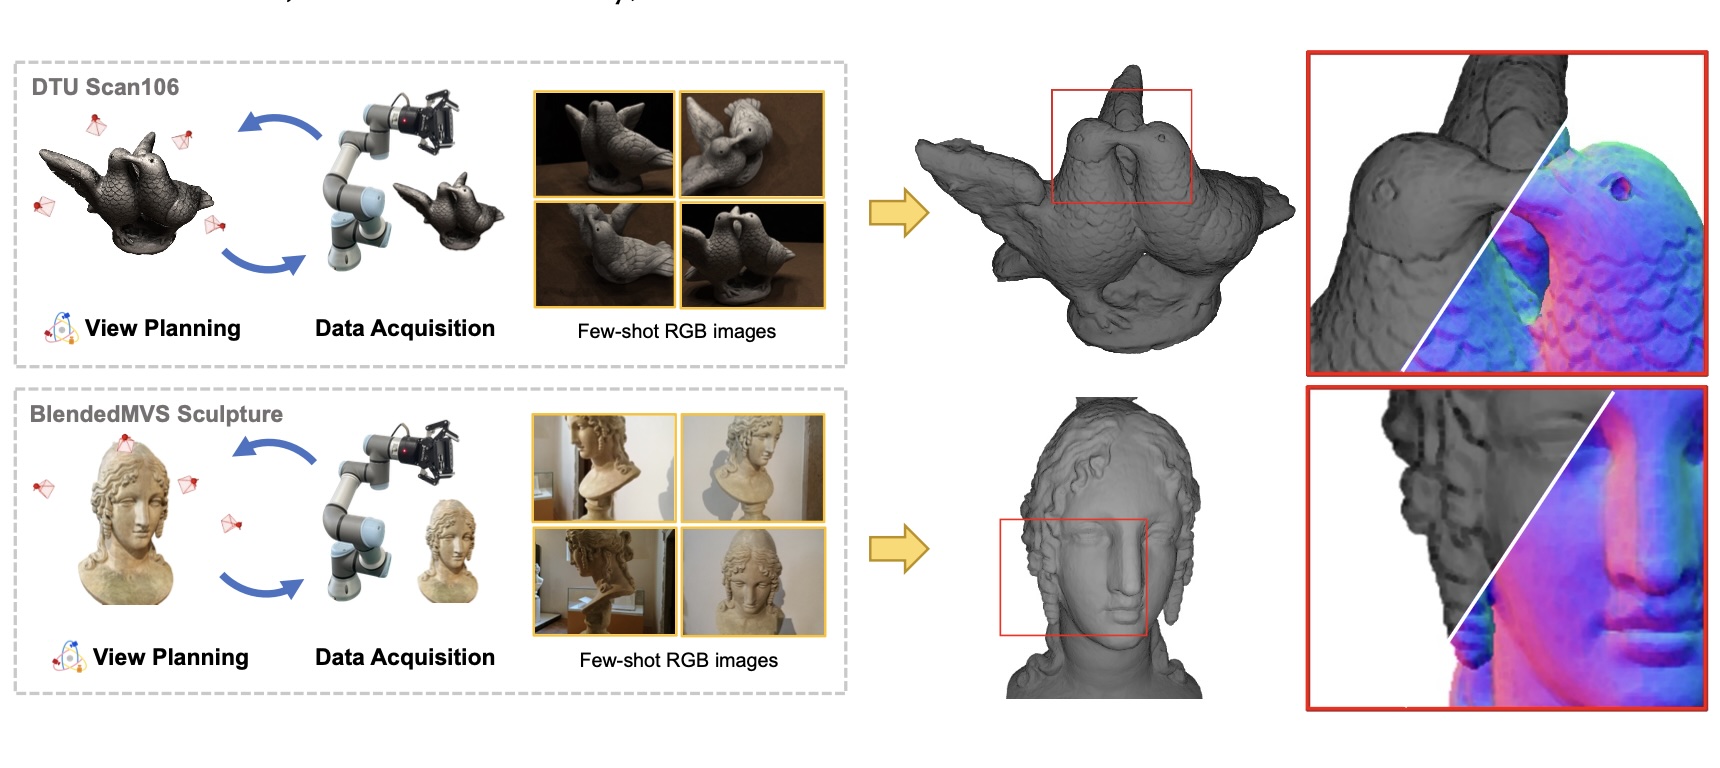 DTU Scan106
View Planning
Data Acquisition
Few-shot RGB images
BlendedMVS Sculpture
View Planning
Data Acquisition
Few-shot RGB images